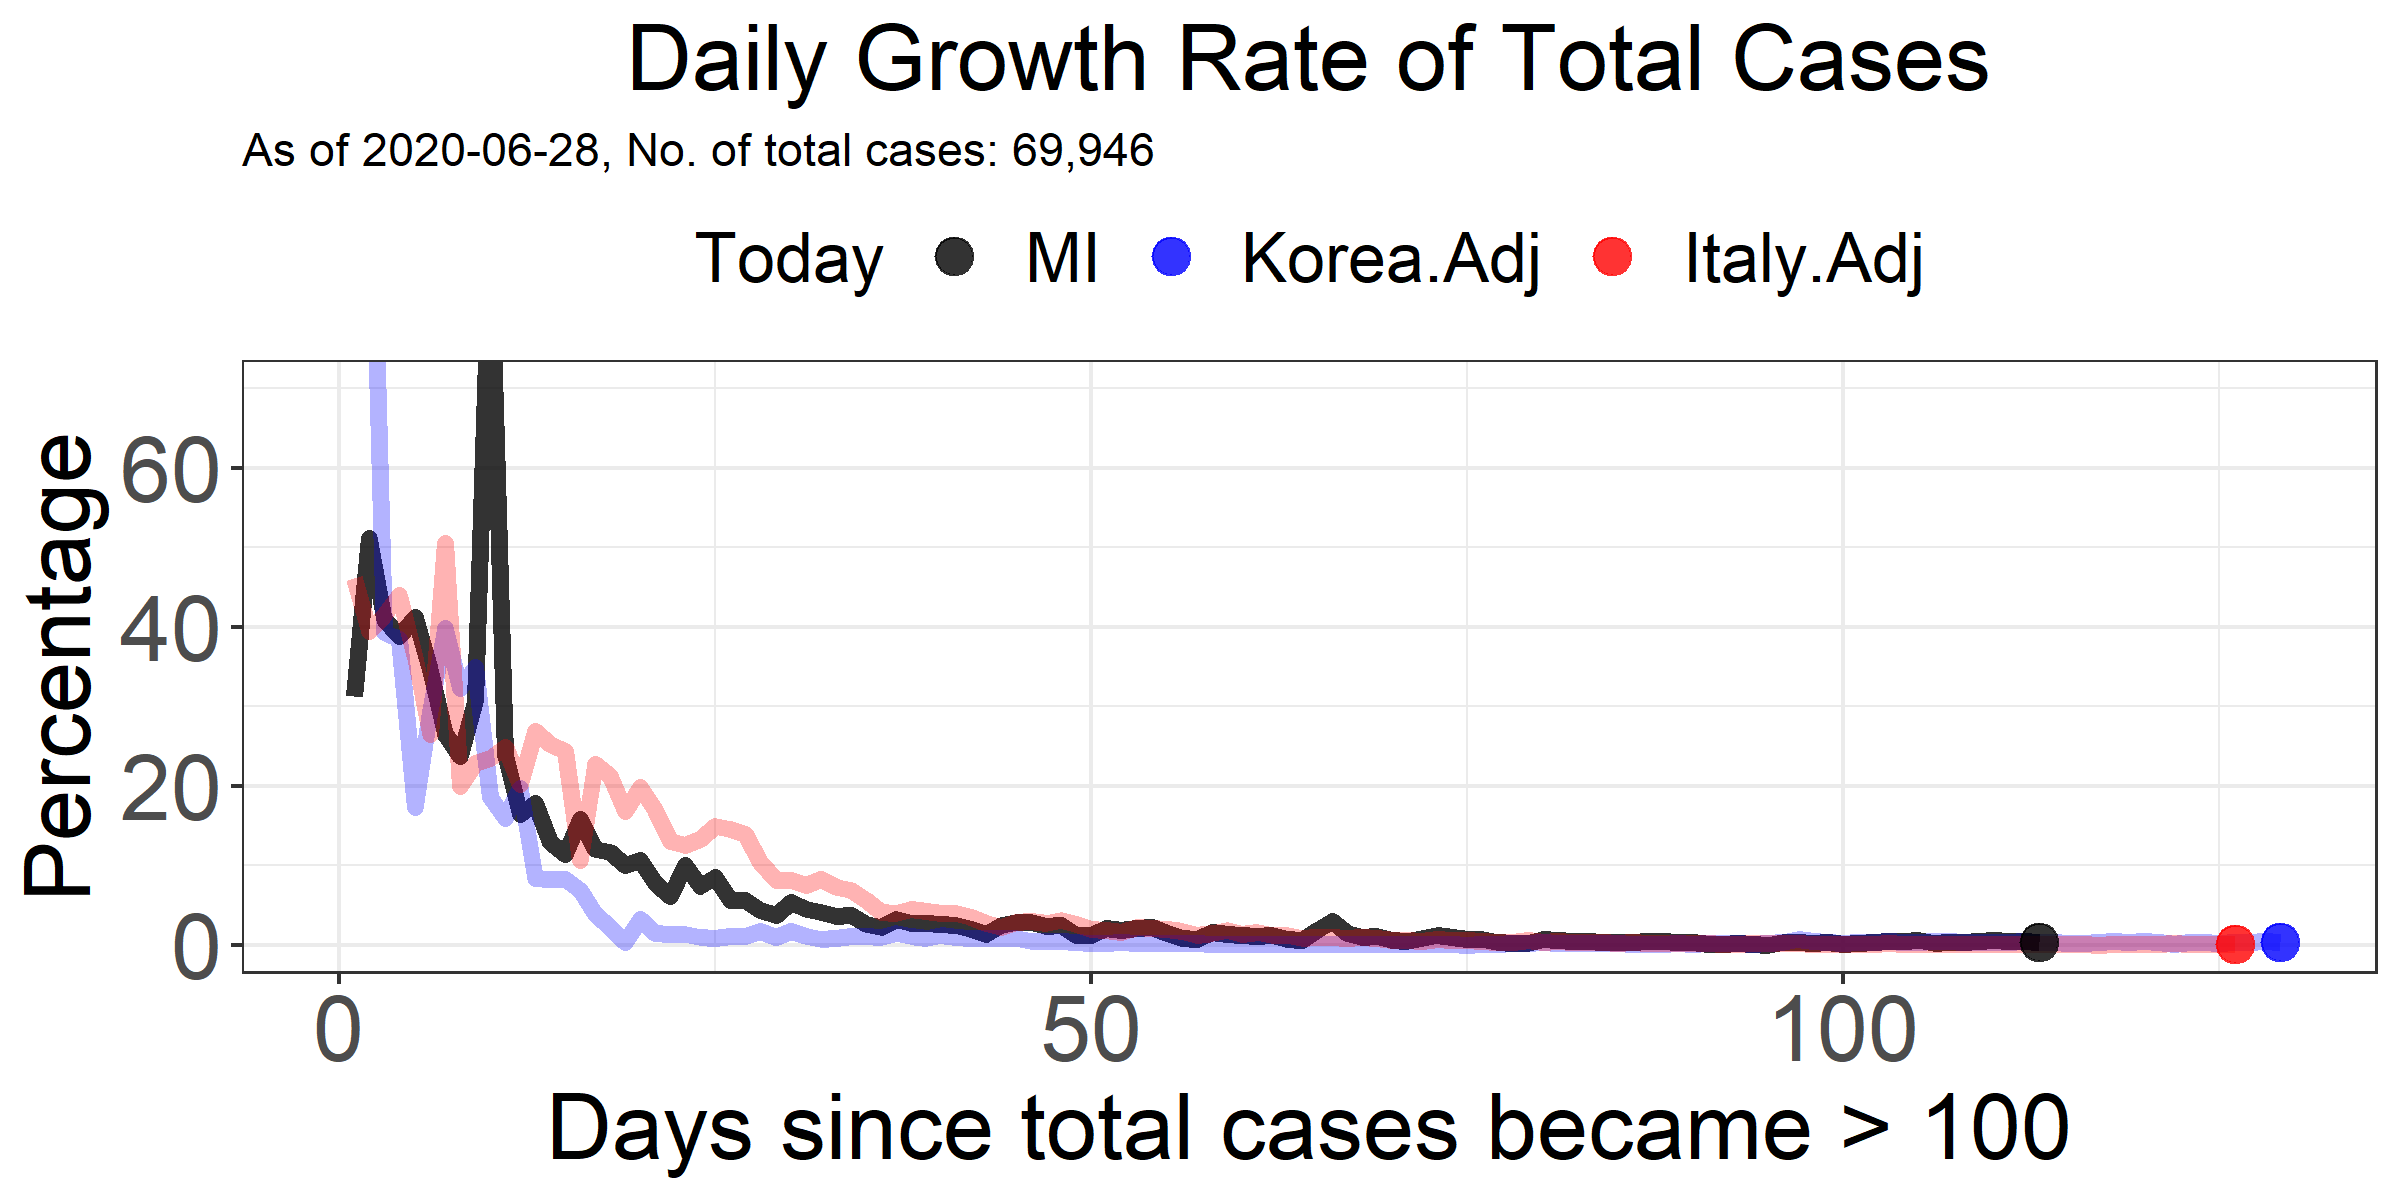 Daily Growth Rate of Total Cases
As of 2020-06-28, No. of total cases: 69,946
Today MI Korea.Adj Italy.Adj
Percentage
60
40
20
0
0 50 100
Days since total cases became > 100